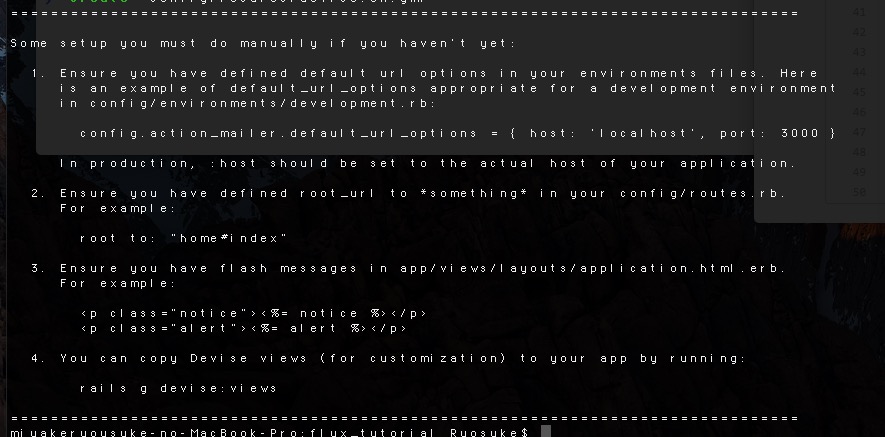 ===============================================================================
Some setup you must do manually if you haven't yet:
1. Ensure you have defined default url options in your environments files. Here
is an example of default_url_options appropriate for a development environment
in config/environments/development.rb:
config.action_mailer.default_url_options = { host: 'localhost', port: 3000 }
In production, :host should be set to the actual host of your application.
2. Ensure you have defined root_url to *something* in your config/routes.rb.
For example:
root to: "home#index"
3. Ensure you have flash messages in app/views/layouts/application.html.erb.
For example:
<p class="notice"><%= notice %></p>
<p class="alert"><%= alert %></p>
4. You can copy Devise views (for customization) to your app by running:
rails g devise:views
===============================================================================
miyakeryousuke-no-MacBook-Pro:flux_tutorial Ryosuke$
41
42
43
44
45
46
47
48
49
50